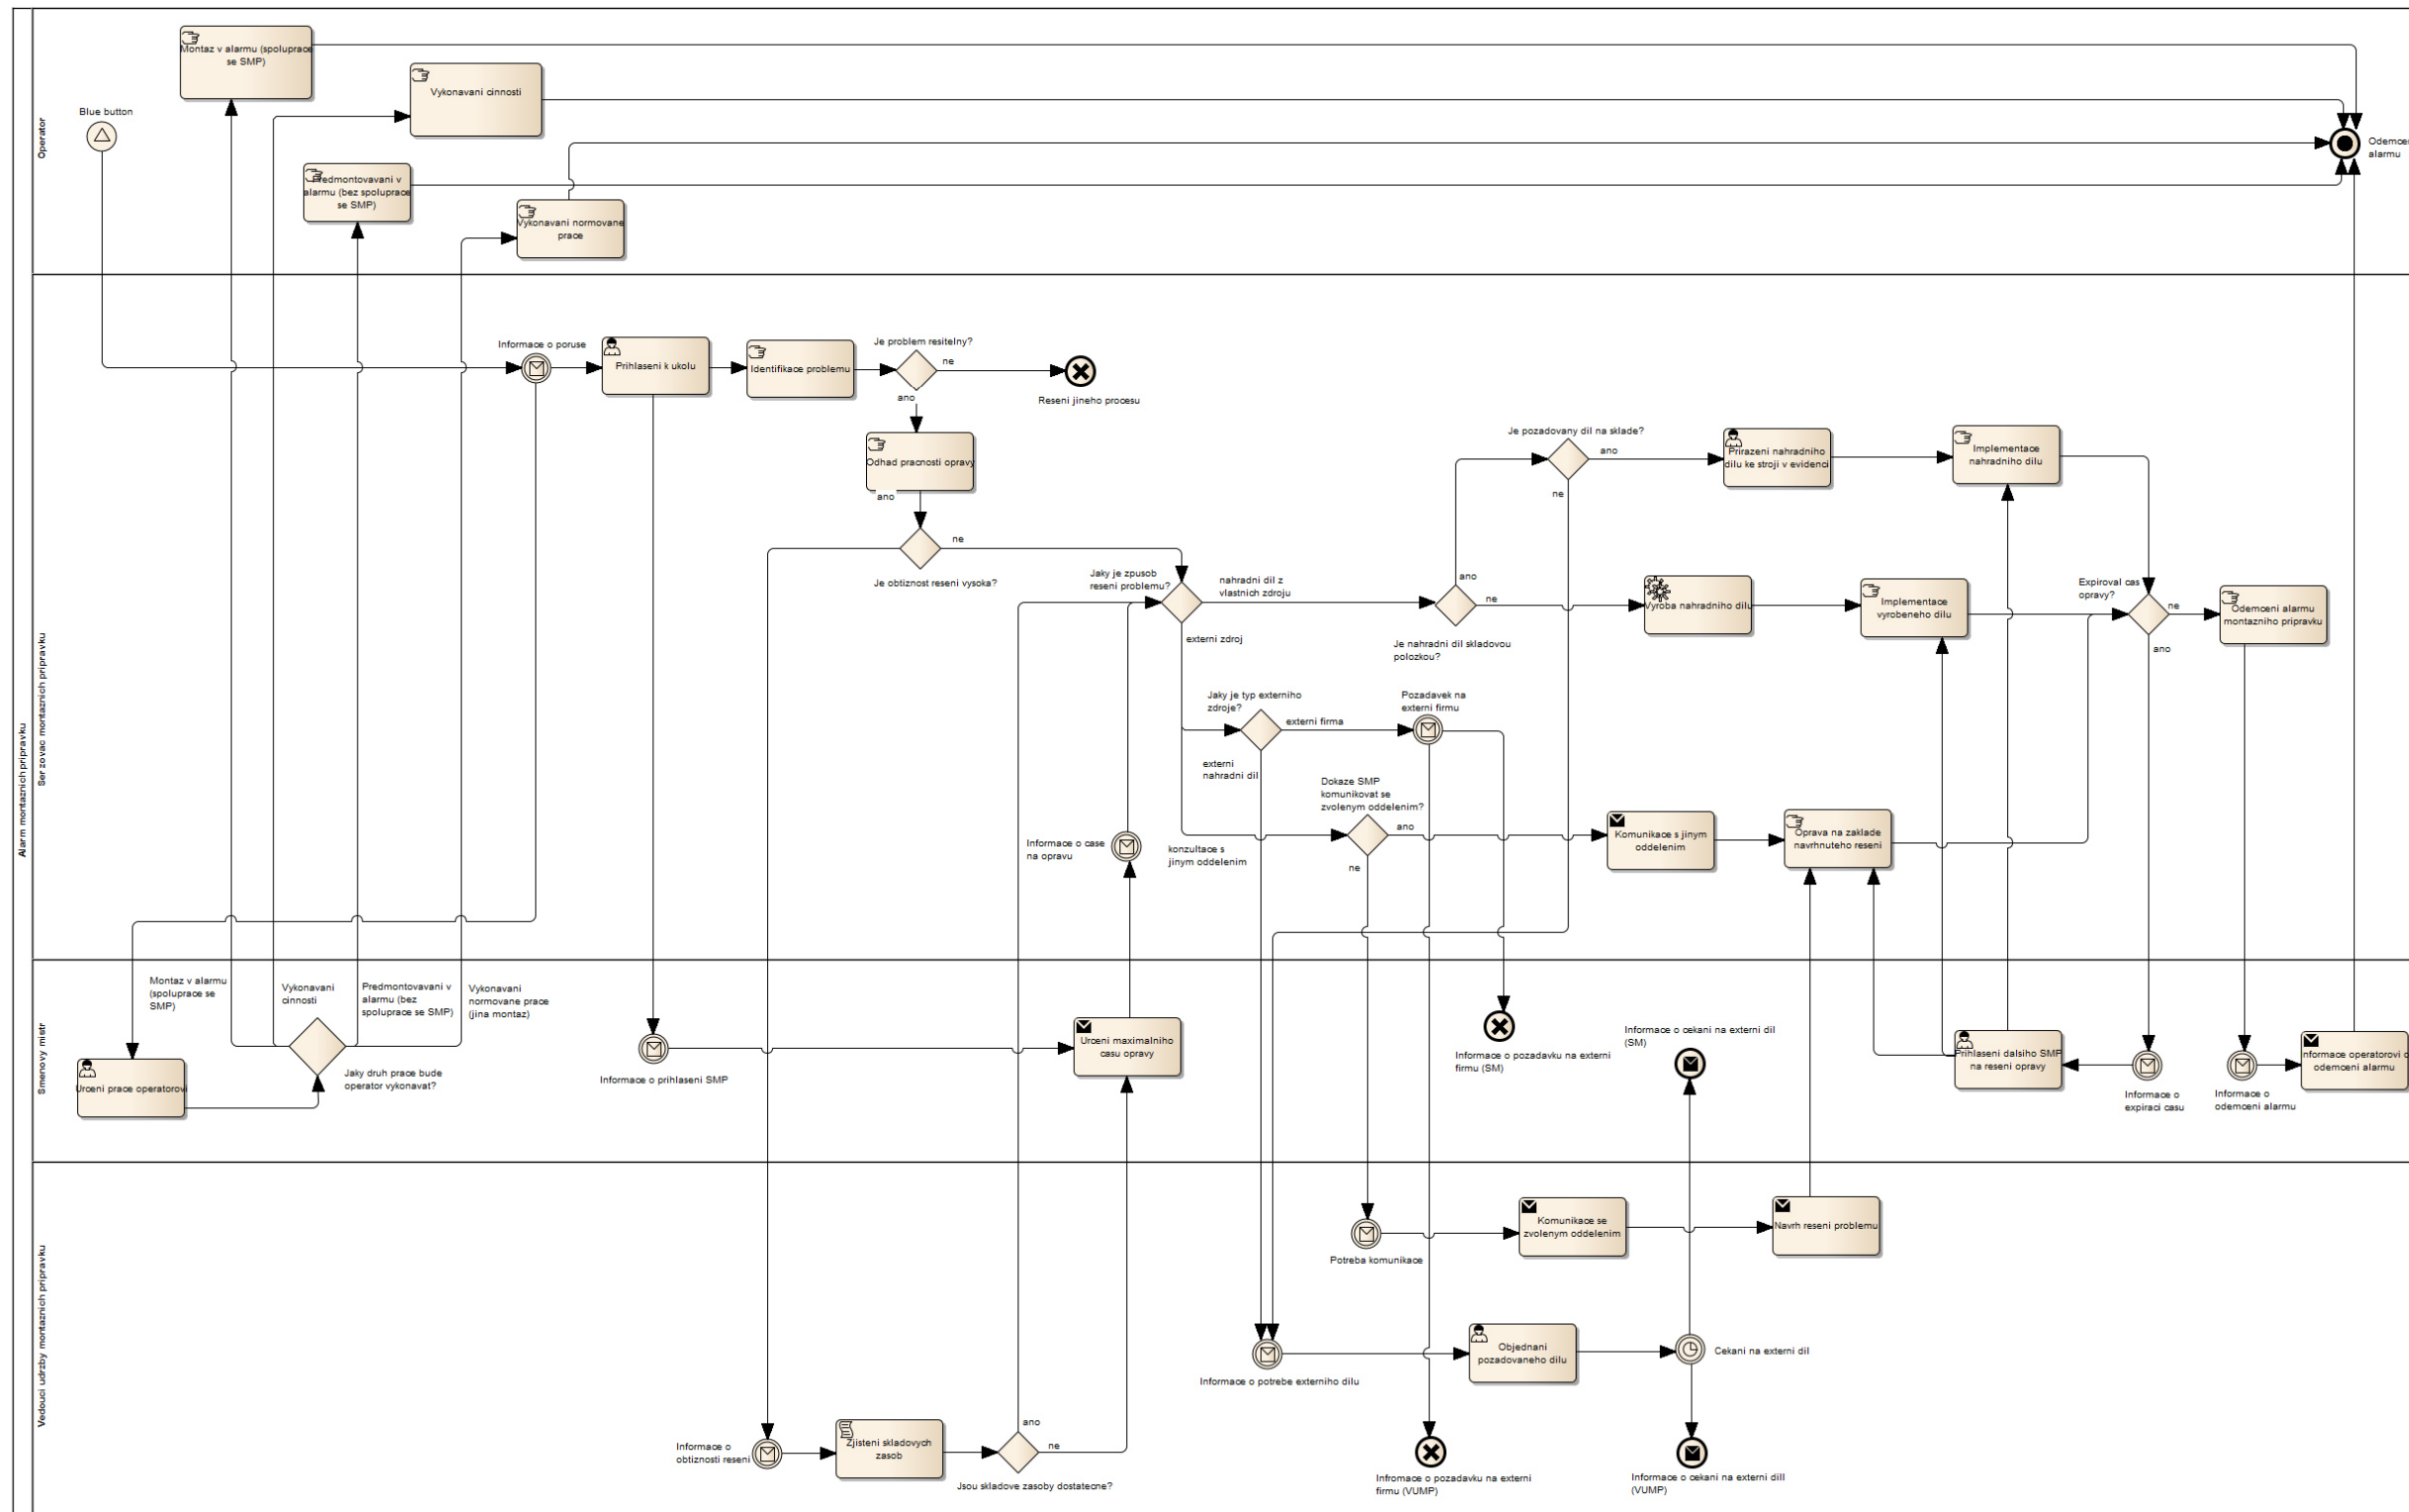 Alarm montaznich pripravku
Operator
Montaz v alarmu (spoluprace
se SMP)
Vykonavani cinnosti
Blue button
Predmontovavani v
alarmu (bez spoluprace
se SMP)
Vykonavani normovane
prace
alarmu
Serizovac montaznich pripravku
Informace o poruse
Prihlaseni k ukolu
Identifikace problemu
Je problem resitelny?
ne
ano
Reseni jineho procesu
Odhad pracnosti opravy
ano
ne
Je obtiznost reseni vysoka?
Jaky je zpusob
reseni problemu?
nahradni dil z
vlastnich zdroju
externi zdroj
Je pozadovany dil na sklade?
ano
ne
Prirazeni nahradniho
dilu ke stroji v evidenci
Implementace
nahradniho dilu
ano
ne
Je nahradni dil skladovou
polozkou?
Vyroba nahradniho dilu
Implementace
vyrobeneho dilu
Expiroval cas
opravy?
ne
ano
Odemceni alarmu
montazniho pripravku
Jaky je typ externiho
zdroje?
externi firma
externi
nahradni dil
Pozadavek na
externi firmu
Dokaze SMP
komunikovat se
zvolenym oddelenim?
ano
ne
Informace o case
na opravu
konzultace s
jinym oddelenim
Komunikace s jinym
oddelenim
Oprava na zaklade
navrhnuteho reseni
Smenovy mistr
Montaz v alarmu
(spoluprace se
SMP)
Vykonavani
cinnosti
Predmontovavani v
alarmu (bez
spoluprace se SMP)
Vykonavani
normovane prace
(jina montaz)
Urceni prace operatorovi
Jaky druh prace bude
operator vykonavat?
Informace o prihlaseni SMP
Urceni maximalniho
casu opravy
Informace o pozadavku na externi
firmu (SM)
Informace o cekani na externi dil
(SM)
Prihlaseni dalsiho SMP
na reseni opravy
Informace o
expiraci casu
Informace o
odemceni alarmu
operatorovi
odemceni alarmu
Vedouci udrzby montaznich pripravku
Potreba komunikace
Komunikace se
zvolenym oddelenim
Navrh reseni problemu
Informace o potrebe externiho dilu
Objednani
pozadovaneho dilu
Cekani na externi dil
Informace o
obtiznosti reseni
Zjisteni skladovych
zasob
ano
ne
Jsou skladove zasoby dostatecne?
Infromace o pozadavku na externi
firmu (VUMP)
Informace o cekani na externi dill
(VUMP)